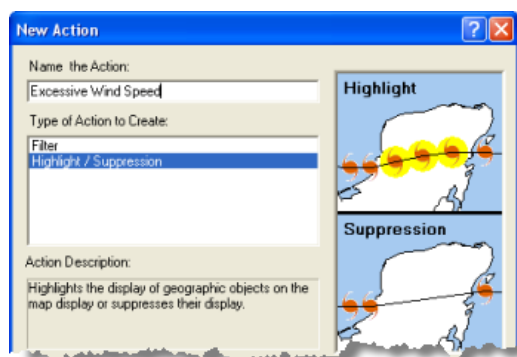 New Action
Name the Action:
Excessive Wind Speed
Type of Action to Create:
Filter
Highlight / Suppression
Action Description:
Highlights the display of geographic objects on the
map display or suppresses their display.
Highlight
Suppression